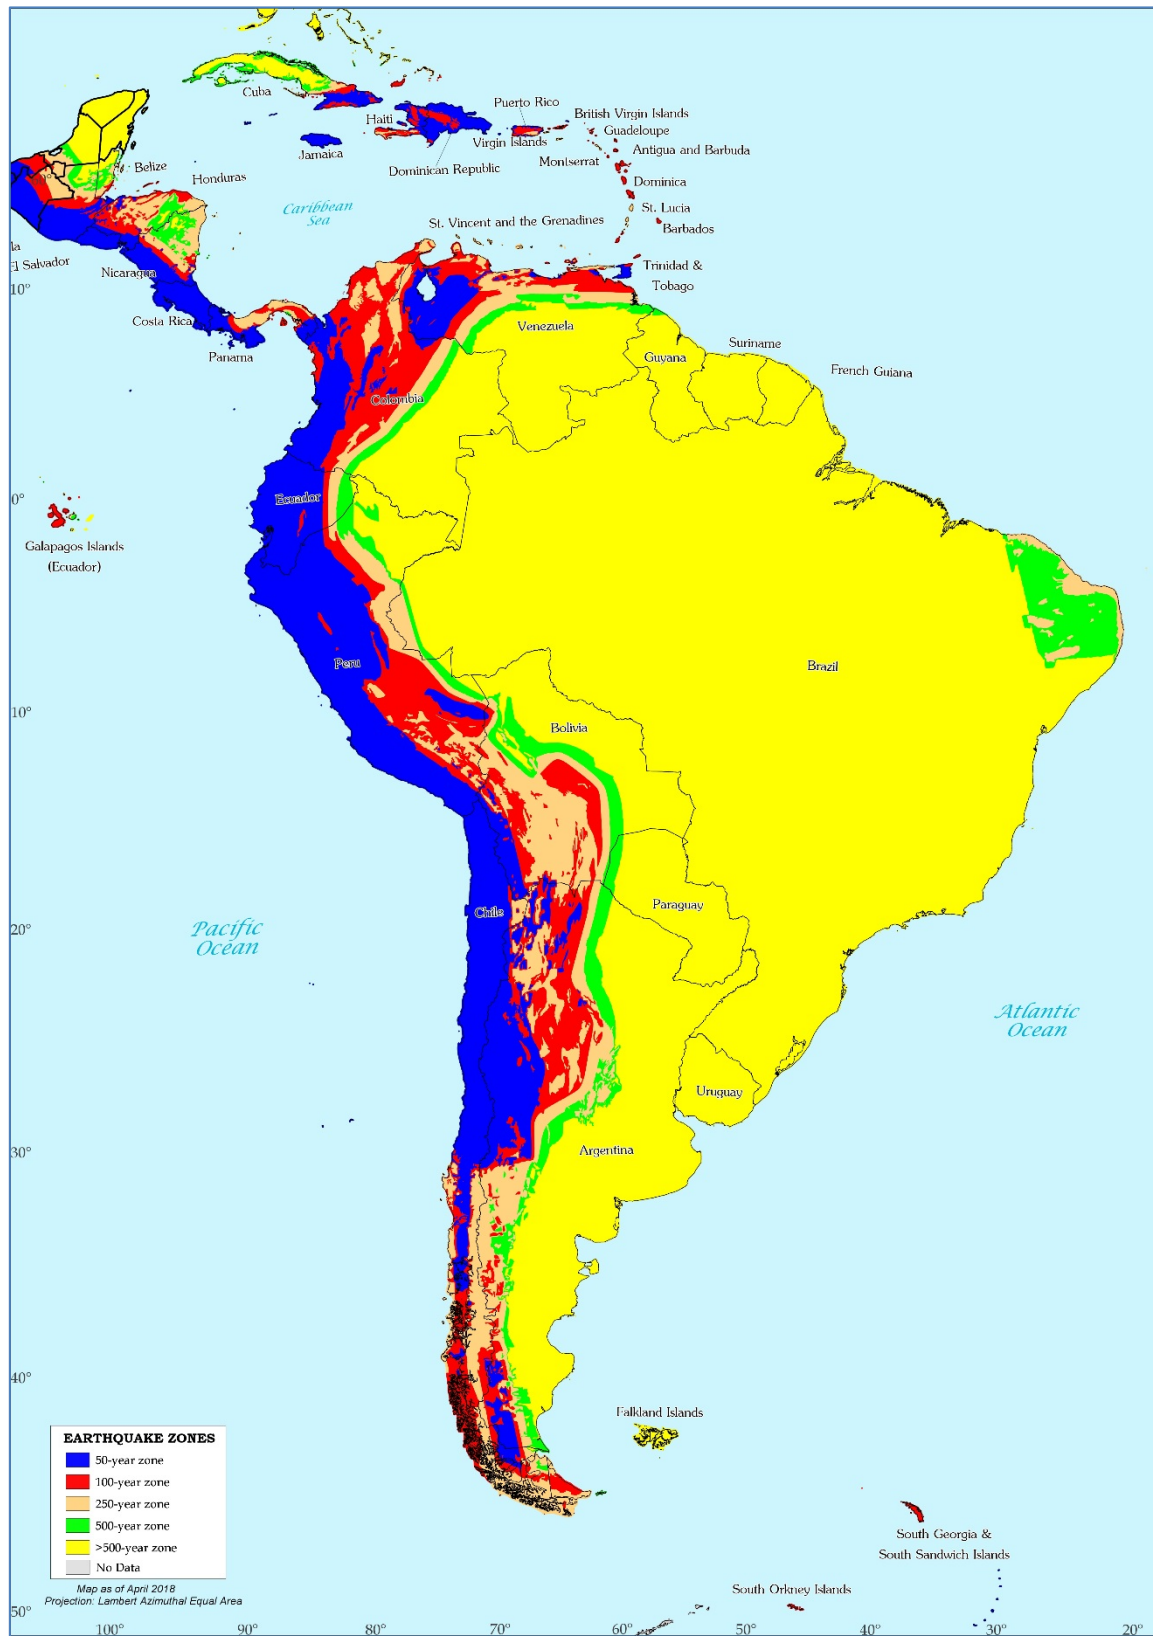 Cuba
Puerto Rico
British Virgin Islands
Haiti
Guadeloupe
Jamaica
Virgin Islands
Antigua and Barbuda
Belize
Dominican Republic
Montserrat
Honduras
Dominica
Caribbean
Sea
St. Lucia
St. Vincent and the Grenadines
Barbados
la
El Salvador
Nicaragua
Trinidad &
Tobago
10°
Costa Rica
Venezuela
Panama
Guyana
Suriname
French Guiana
Colombia
0°
Ecuador
Galapagos Islands
(Ecuador)
Peru
Brazil
10°
Bolivia
Chile
Paraguay
20°
Pacific
Ocean
Atlantic
Ocean
Uruguay
30°
Argentina
40°
Falkland Islands
EARTHQUAKE ZONES
50-year zone
100-year zone
250-year zone
500-year zone
>500-year zone
No Data
Map as of April 2018
Projection: Lambert Azimuthal Equal Area
South Georgia &
South Sandwich Islands
South Orkney Islands
50°
100°
90°
80°
70°
60°
50°
40°
30°
20°